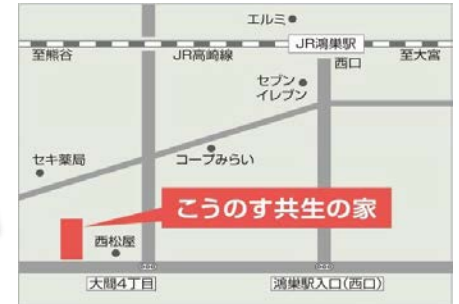 エルミ
JR鴻巣駅
至熊谷
JR高崎線
西口
至大宮
セブン
イレブン
セキ薬局
コープみらい
こうのす共生の家
西松屋
大間4丁目
鴻巣駅入口(西口)